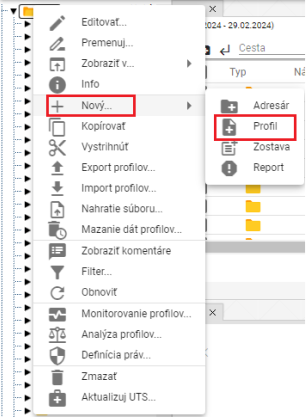 Editovať...
Premenuj...
Zobraziť v...
Info
Nový...
Kopírovať
Vystrihnúť
Export profilov...
Import profilov...
Nahratie súboru...
Mazanie dát profilov...
Zobraziť komentáre
Filter...
Obnoviť
Monitorovanie profilov...
Analýza profilov...
Definícia práv...
Zmazať
Aktualizuj UTS...
2024 - 29.02.2024)
Cesta
Typ
Ná
Adresár
Profil
Zostava
Report